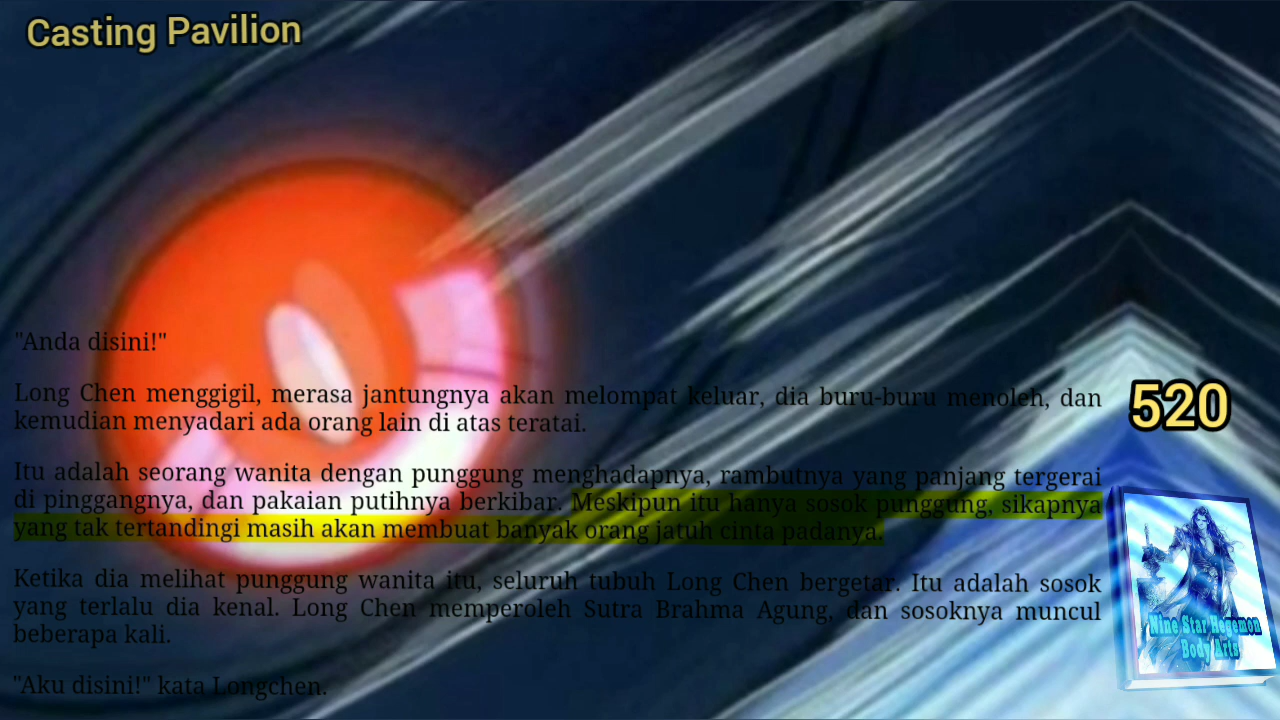 Casting Pavilion
"Anda disini!"
Long Chen menggigil, merasa jantungnya akan melompat keluar, dia buru-buru menoleh, dan
kemudian menyadari ada orang lain di atas teratai.
Itu adalah seorang wanita dengan punggung menghadapnya, rambutnya yang panjang tergerai
di pinggangnya, dan pakaian putihnya berkibar. Meskipun itu hanya sosok punggung, sikapnya
yang tak tertandingi masih akan membuat banyak orang jatuh cinta padanya.
Ketika dia melihat punggung wanita itu, seluruh tubuh Long Chen bergetar. Itu adalah sosok
yang terlalu dia kenal. Long Chen memperoleh Sutra Brahma Agung, dan sosoknya muncul
beberapa kali.
"Aku disini!" kata Longchen.
520
Nine Star Hegemon
Body Arts